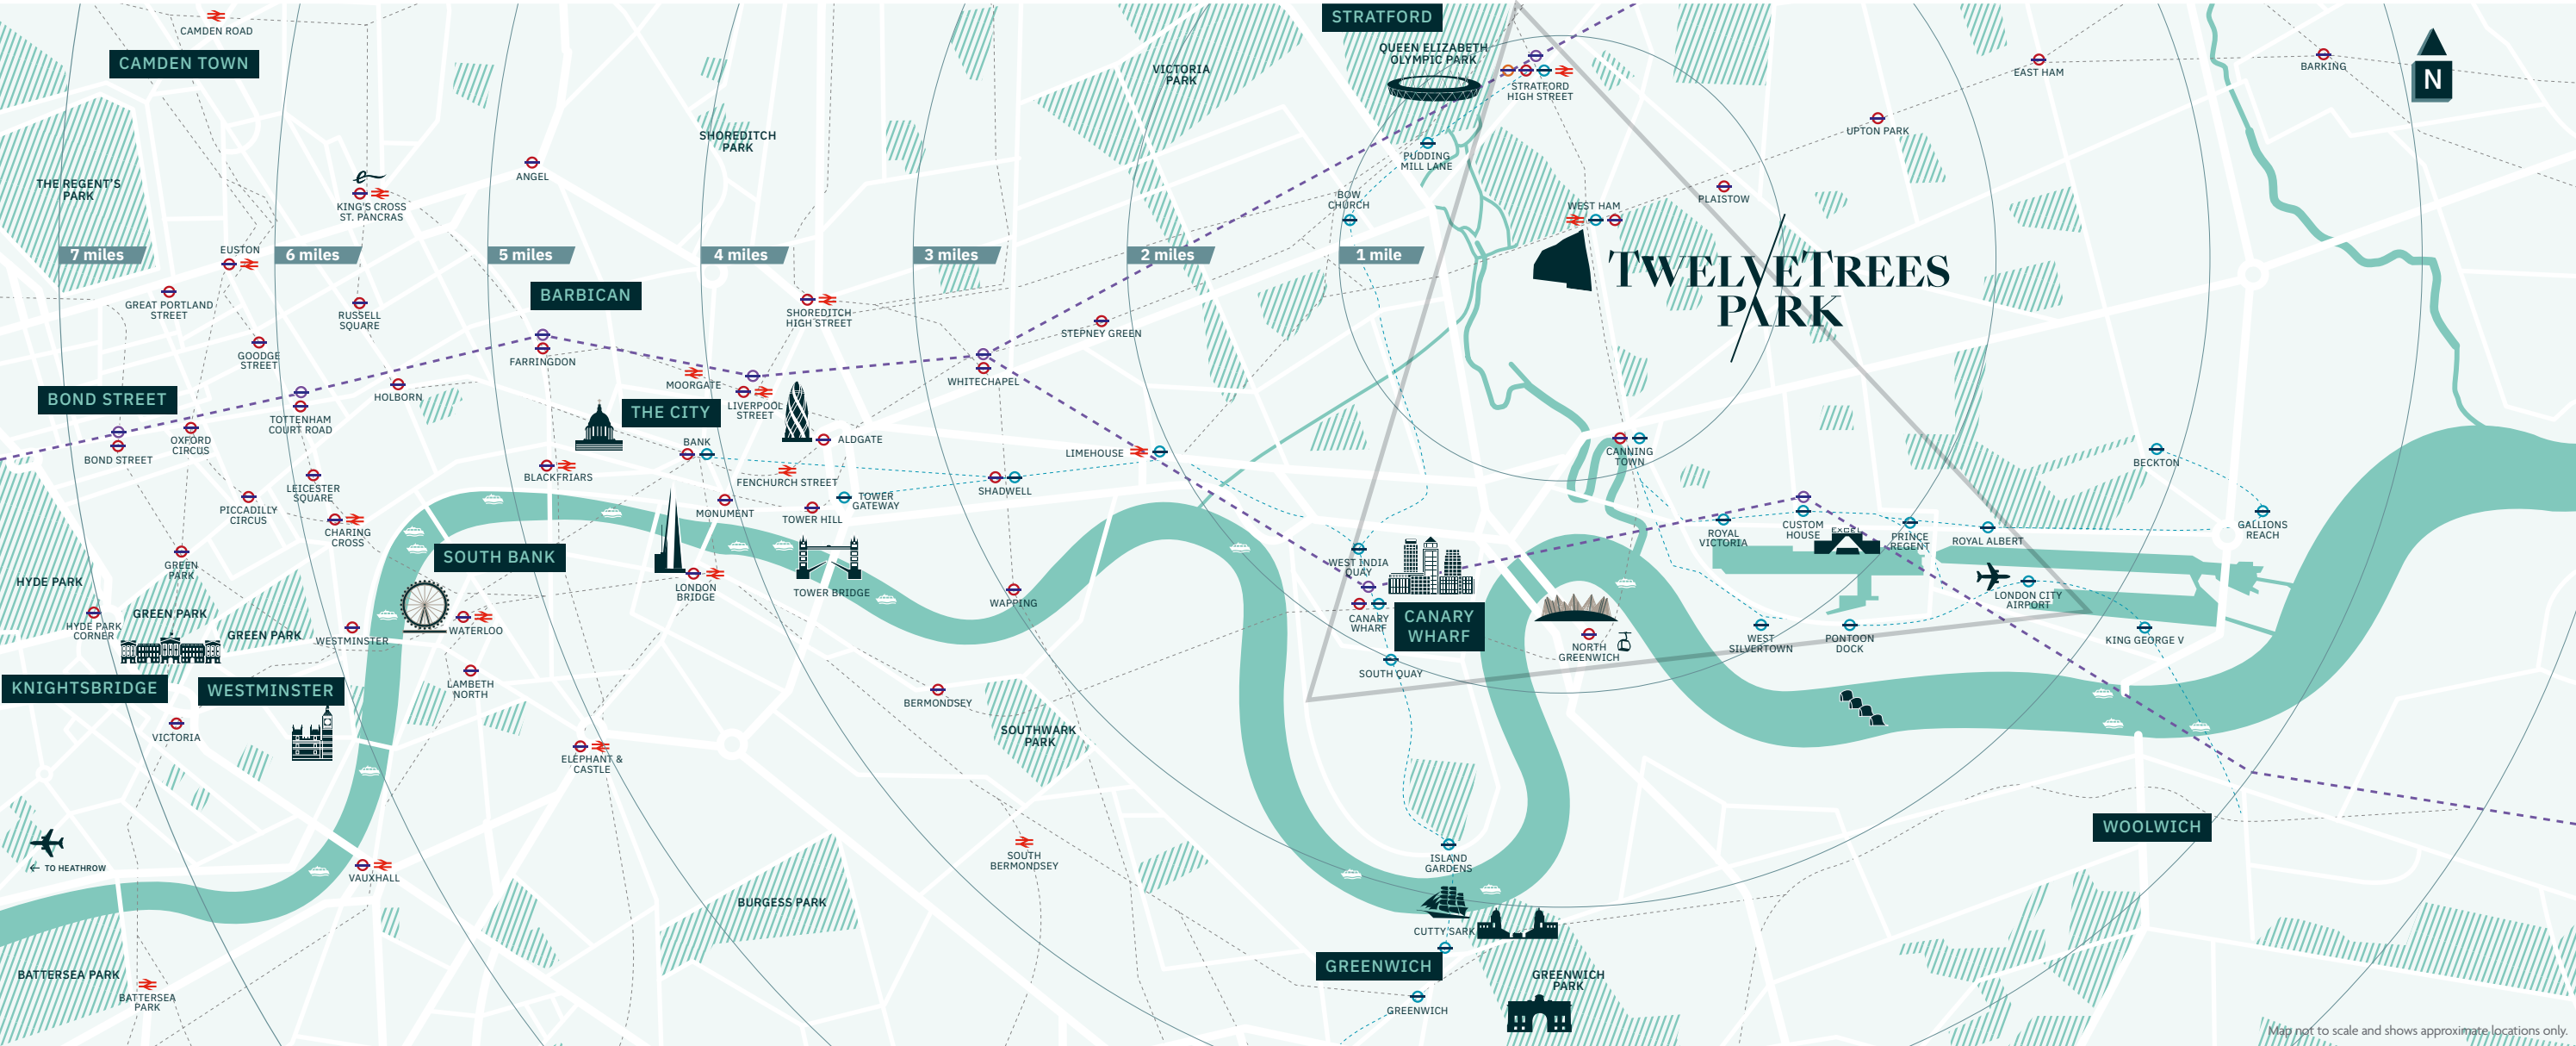 CAMDEN ROAD
CAMDEN TOWN
THE REGENT'S
PARK
KING'S CROSS
ST. PANCRAS
ANGEL
SHOREDITCH
PARK
VICTORIA
PARK
STRATFORD
QUEEN ELIZABETH
OLYMPIC PARK
STRATFORD
HIGH STREET
PUDDING
MILL LANE
BOW
CHURCH
WEST HAM
PLAISTOW
UPTON PARK
EAST HAM
BARKING
N
7 miles
6 miles
5 miles
4 miles
3 miles
2 miles
1 mile
TWELVETREES
PARK
EUSTON
GREAT PORTLAND
STREET
RUSSELL
SQUARE
GOODGE
STREET
BARBICAN
FARRINGDON
SHOREDITCH
HIGH STREET
STEPNEY GREEN
WHITECHAPEL
MOORGATE
LIVERPOOL
STREET
HOLBORN
BOND STREET
TOTTENHAM
COURT ROAD
OXFORD
CIRCUS
BOND STREET
THE CITY
BANK
ALDGATE
LIMEHOUSE
BLACKFRIARS
FENCHURCH STREET
SHADWELL
LEICESTER
SQUARE
PICCADILLY
CIRCUS
CHARING
CROSS
MONUMENT
TOWER HILL
TOWER
GATEWAY
CANNING
TOWN
BECKTON
ROYAL
VICTORIA
CUSTOM
HOUSE
EXCEL
PRINCE
REGENT
ROYAL ALBERT
GALLIONS
REACH
SOUTH BANK
GREEN
PARK
HYDE PARK
LONDON
BRIDGE
TOWER BRIDGE
WAPPING
WEST INDIA
QUAY
CANARY
WHARF
CANARY
WHARF
LONDON CITY
AIRPORT
HYDE PARK
CORNER
GREEN PARK
GREEN PARK
WESTMINSTER
WATERLOO
NORTH
GREENWICH
WEST
SILVERTOWN
PONTOON
DOCK
KING GEORGE V
SOUTH QUAY
KNIGHTSBRIDGE
WESTMINSTER
LAMBETH
NORTH
BERMONDSEY
VICTORIA
SOUTHWARK
PARK
ELEPHANT &
CASTLE
WOOLWICH
TO HEATHROW
VAUXHALL
SOUTH
BERMONDSEY
ISLAND
GARDENS
BURGESS PARK
CUTTY SARK
GREENWICH
GREENWICH
PARK
BATTERSEA PARK
BATTERSEA
PARK
GREENWICH
Map not to scale and shows approximate locations only.